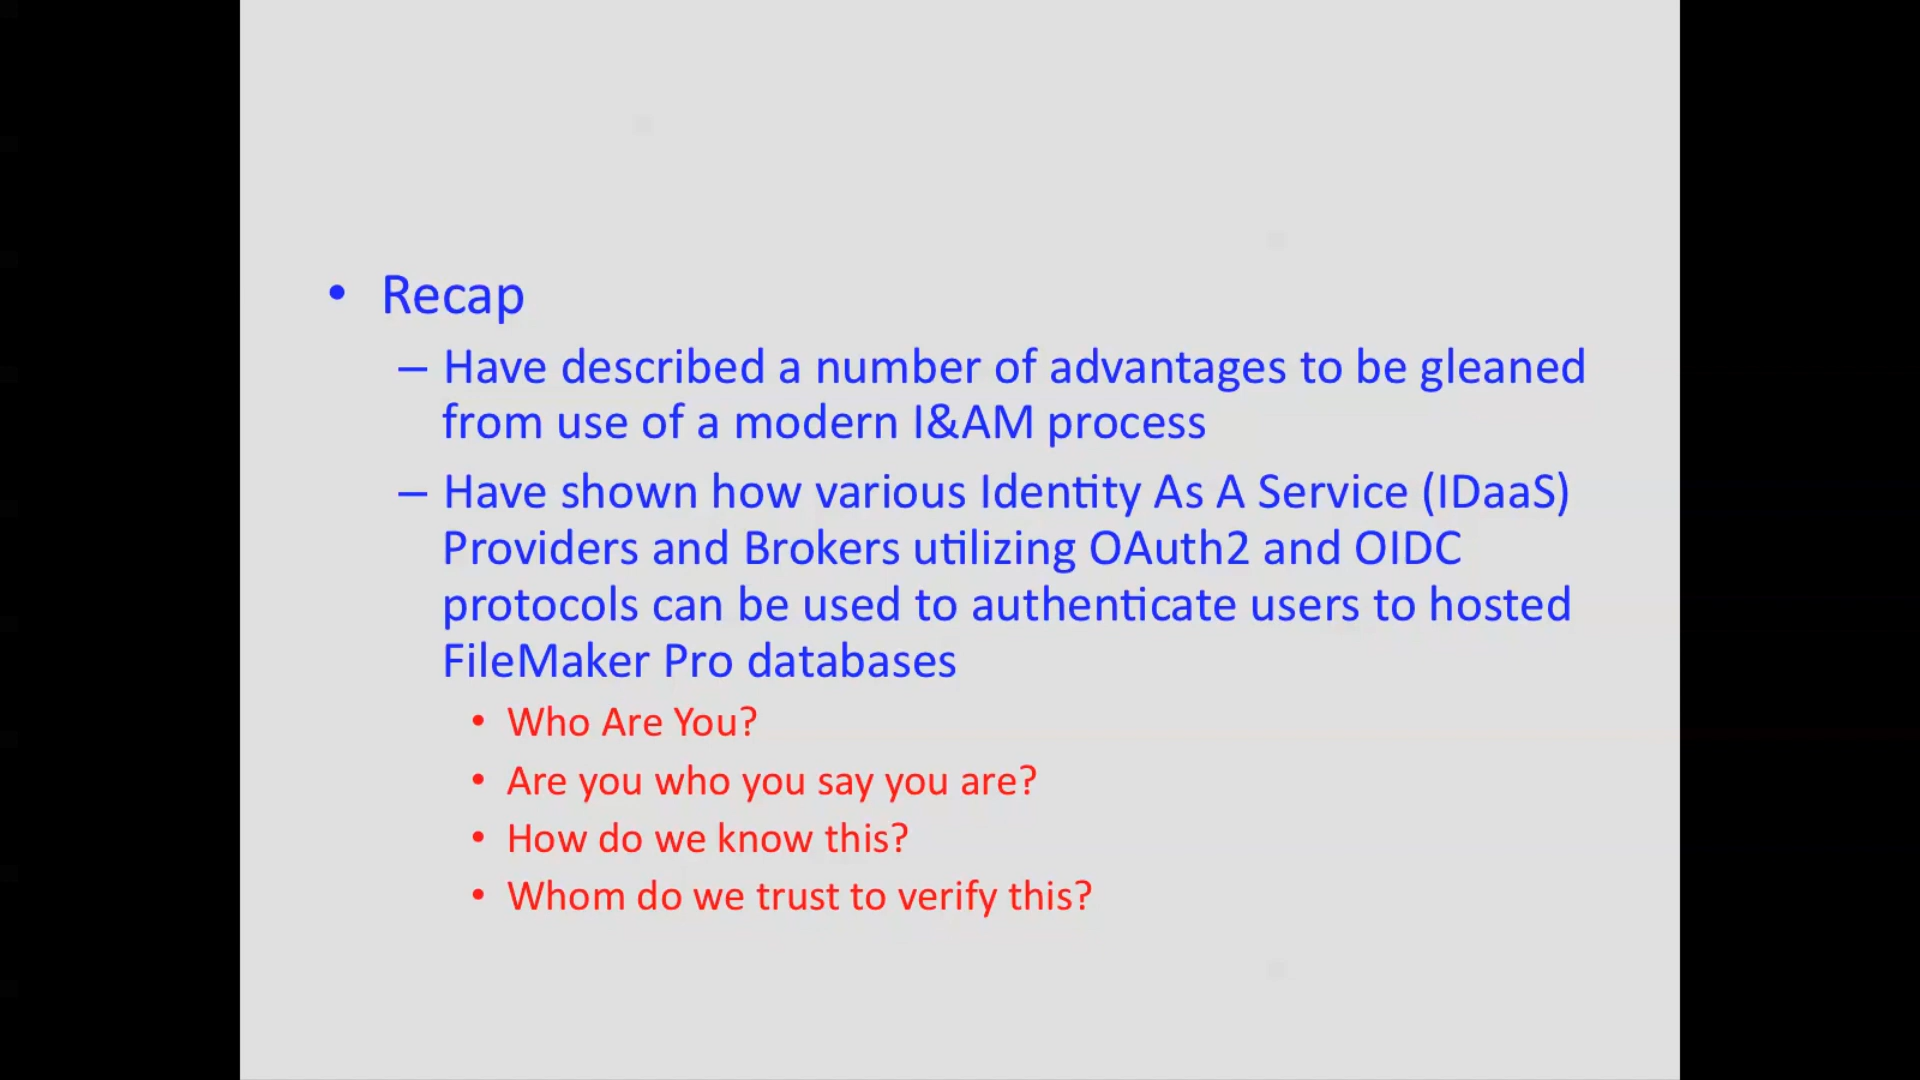 • Recap
– Have described a number of advantages to be gleaned
from use of a modern I&AM process
– Have shown how various Identity As A Service (IDaaS)
Providers and Brokers utilizing OAuth2 and OIDC
protocols can be used to authenticate users to hosted
FileMaker Pro databases
• Who Are You?
• Are you who you say you are?
• How do we know this?
• Whom do we trust to verify this?